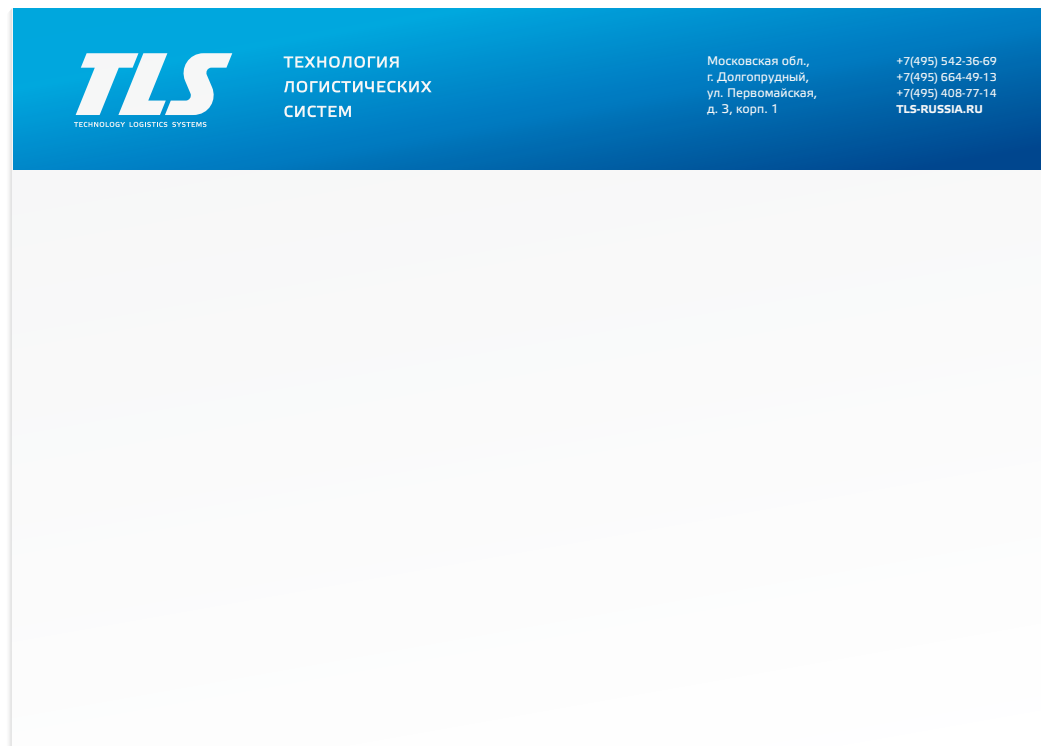 TLS
TECHNOLOGY LOGISTICS SYSTEMS
ТЕХНОЛОГИЯ
ЛОГИСТИЧЕСКИХ
СИСТЕМ
Московская обл.,
г. Долгопрудный,
ул. Первомайская,
д. 3, корп. 1
+7(495) 542-36-69
+7(495) 664-49-13
+7(495) 408-77-14
TLS-RUSSIA.RU